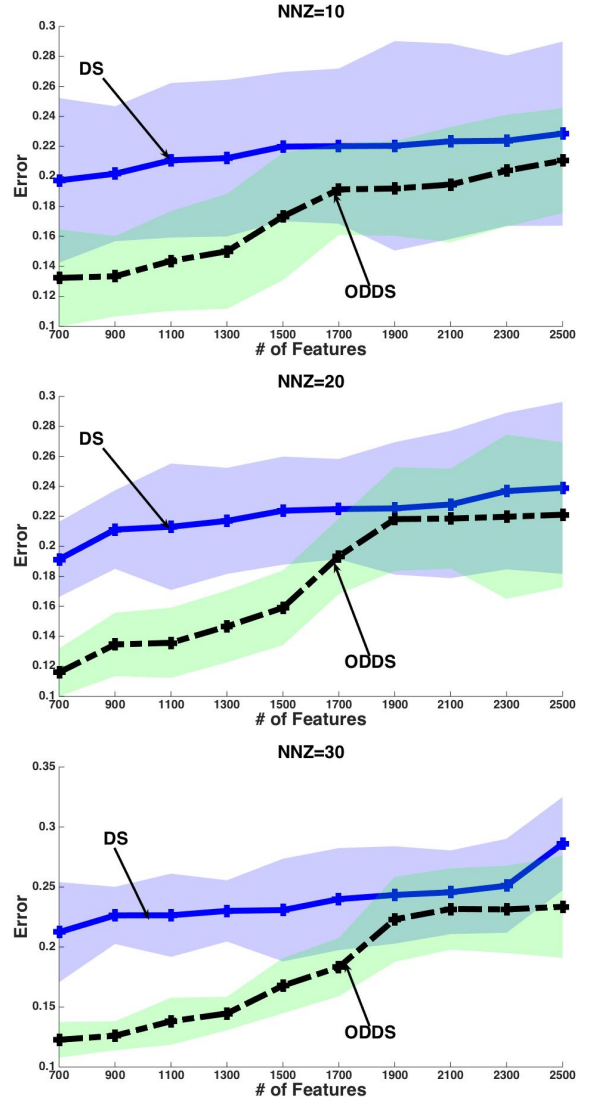 NNZ=10
0.3
0.28
0.26
0.24
0.22
0.2
0.18
0.16
0.14
0.12
0.1
Error
DS
ODDS
700 900 1100 1300 1500 1700 1900 2100 2300 2500
# of Features
NNZ=20
0.3
0.28
0.26
0.24
0.22
0.2
0.18
0.16
0.14
0.12
0.1
Error
DS
ODDS
700 900 1100 1300 1500 1700 1900 2100 2300 2500
# of Features
NNZ=30
0.35
0.3
0.25
0.2
0.15
0.1
Error
DS
ODDS
700 900 1100 1300 1500 1700 1900 2100 2300 2500
# of Features